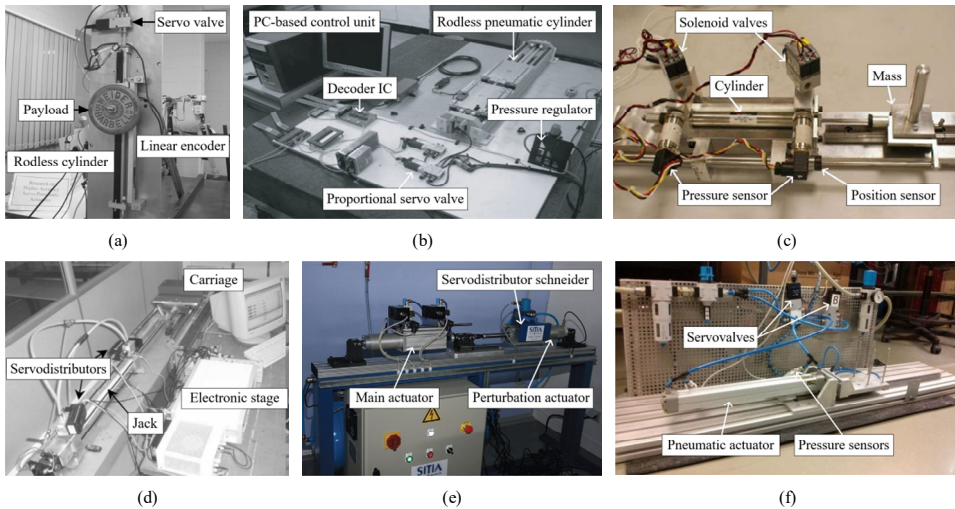 Servo valve
Payload
Rodless cylinder
Linear encoder
(a)
PC-based control unit
Rodless pneumatic cylinder
Decoder IC
Pressure regulator
Proportional servo valve
(b)
Solenoid valves
Mass
Cylinder
Pressure sensor
Position sensor
(c)
Carriage
Servodistributors
Electronic stage
Jack
(d)
Servodistributor schneider
SITIA
Main actuator
Perturbation actuator
SITIA
(e)
B
Servovalves
Pneumatic actuator
Pressure sensors
(f)